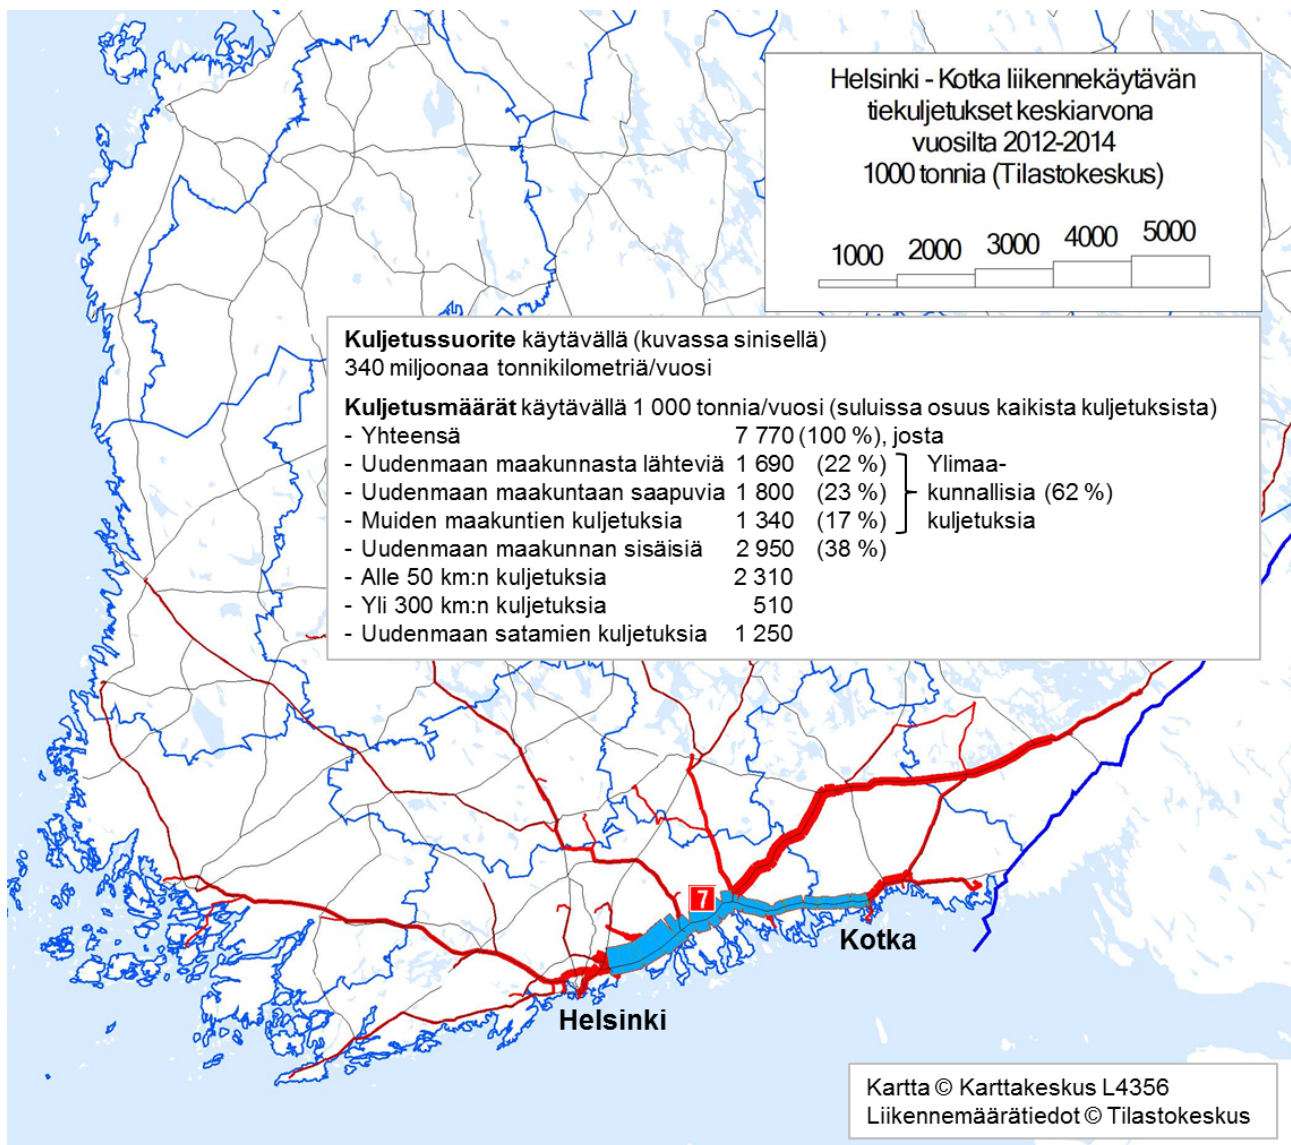 Helsinki - Kotka liikennekäytävän
tiekuljetukset keskiarvona
vuosilta 2012-2014
1000 tonnia (Tilastokeskus)
1000 2000 3000 4000 5000
Kuljetussuorite käytävällä (kuvassa sinisellä)
340 miljoonaa tonnikilometriä/vuosi
Kuljetusmäärät käytävällä 1 000 tonnia/vuosi (suluissa osuus kaikista kuljetuksista)
- Yhteensä 7 770 (100 %), josta
- Uudenmaan maakunnasta lähteviä 1 690 (22 %) Ylimaa-
- Uudenmaan maakuntaan saapuvia 1 800 (23 %) kunnallisia (62 %)
- Muiden maakuntien kuljetuksia 1 340 (17 %) kuljetuksia
- Uudenmaan maakunnan sisäisiä 2 950 (38 %)
- Alle 50 km:n kuljetuksia 2 310
- Yli 300 km:n kuljetuksia 510
- Uudenmaan satamien kuljetuksia 1 250
7
Kotka
Helsinki
Kartta © Karttakeskus L4356
Liikennemäärätiedot © Tilastokeskus